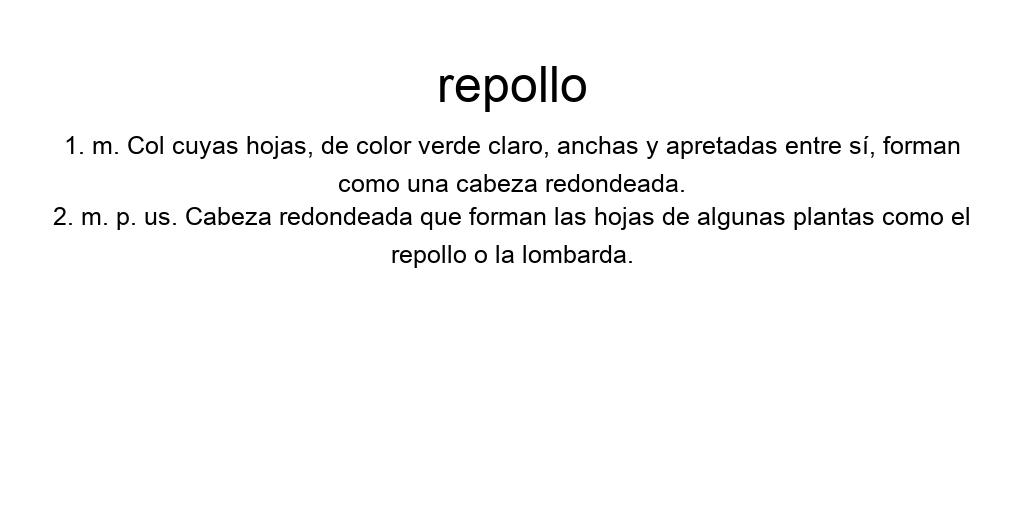 repollo
1. m. Col cuyas hojas, de color verde claro, anchas y apretadas entre sí, forman
como una cabeza redondeada.
2. m. p. us. Cabeza redondeada que forman las hojas de algunas plantas como el
repollo o la lombarda.